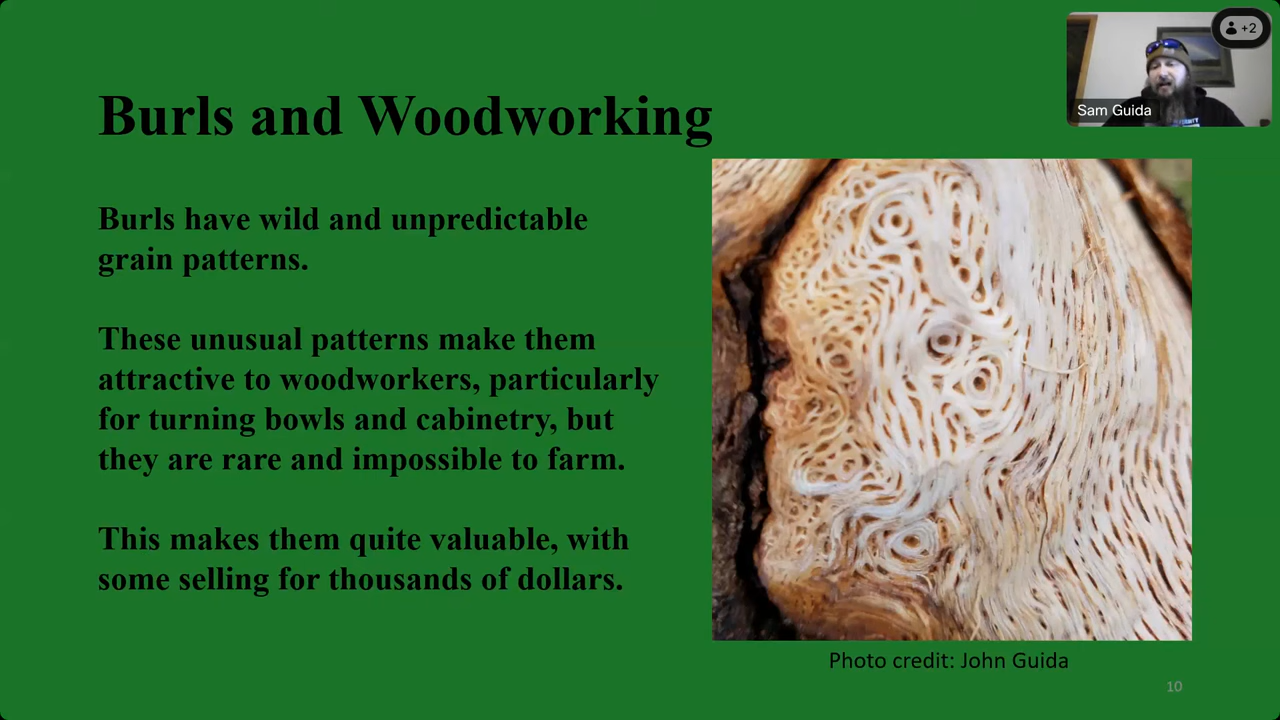 +2
Sam Guida
Burls and Woodworking
Burls have wild and unpredictable
grain patterns.
These unusual patterns make them
attractive to woodworkers, particularly
for turning bowls and cabinetry, but
they are rare and impossible to farm.
This makes them quite valuable, with
some selling for thousands of dollars.
Photo credit: John Guida
10